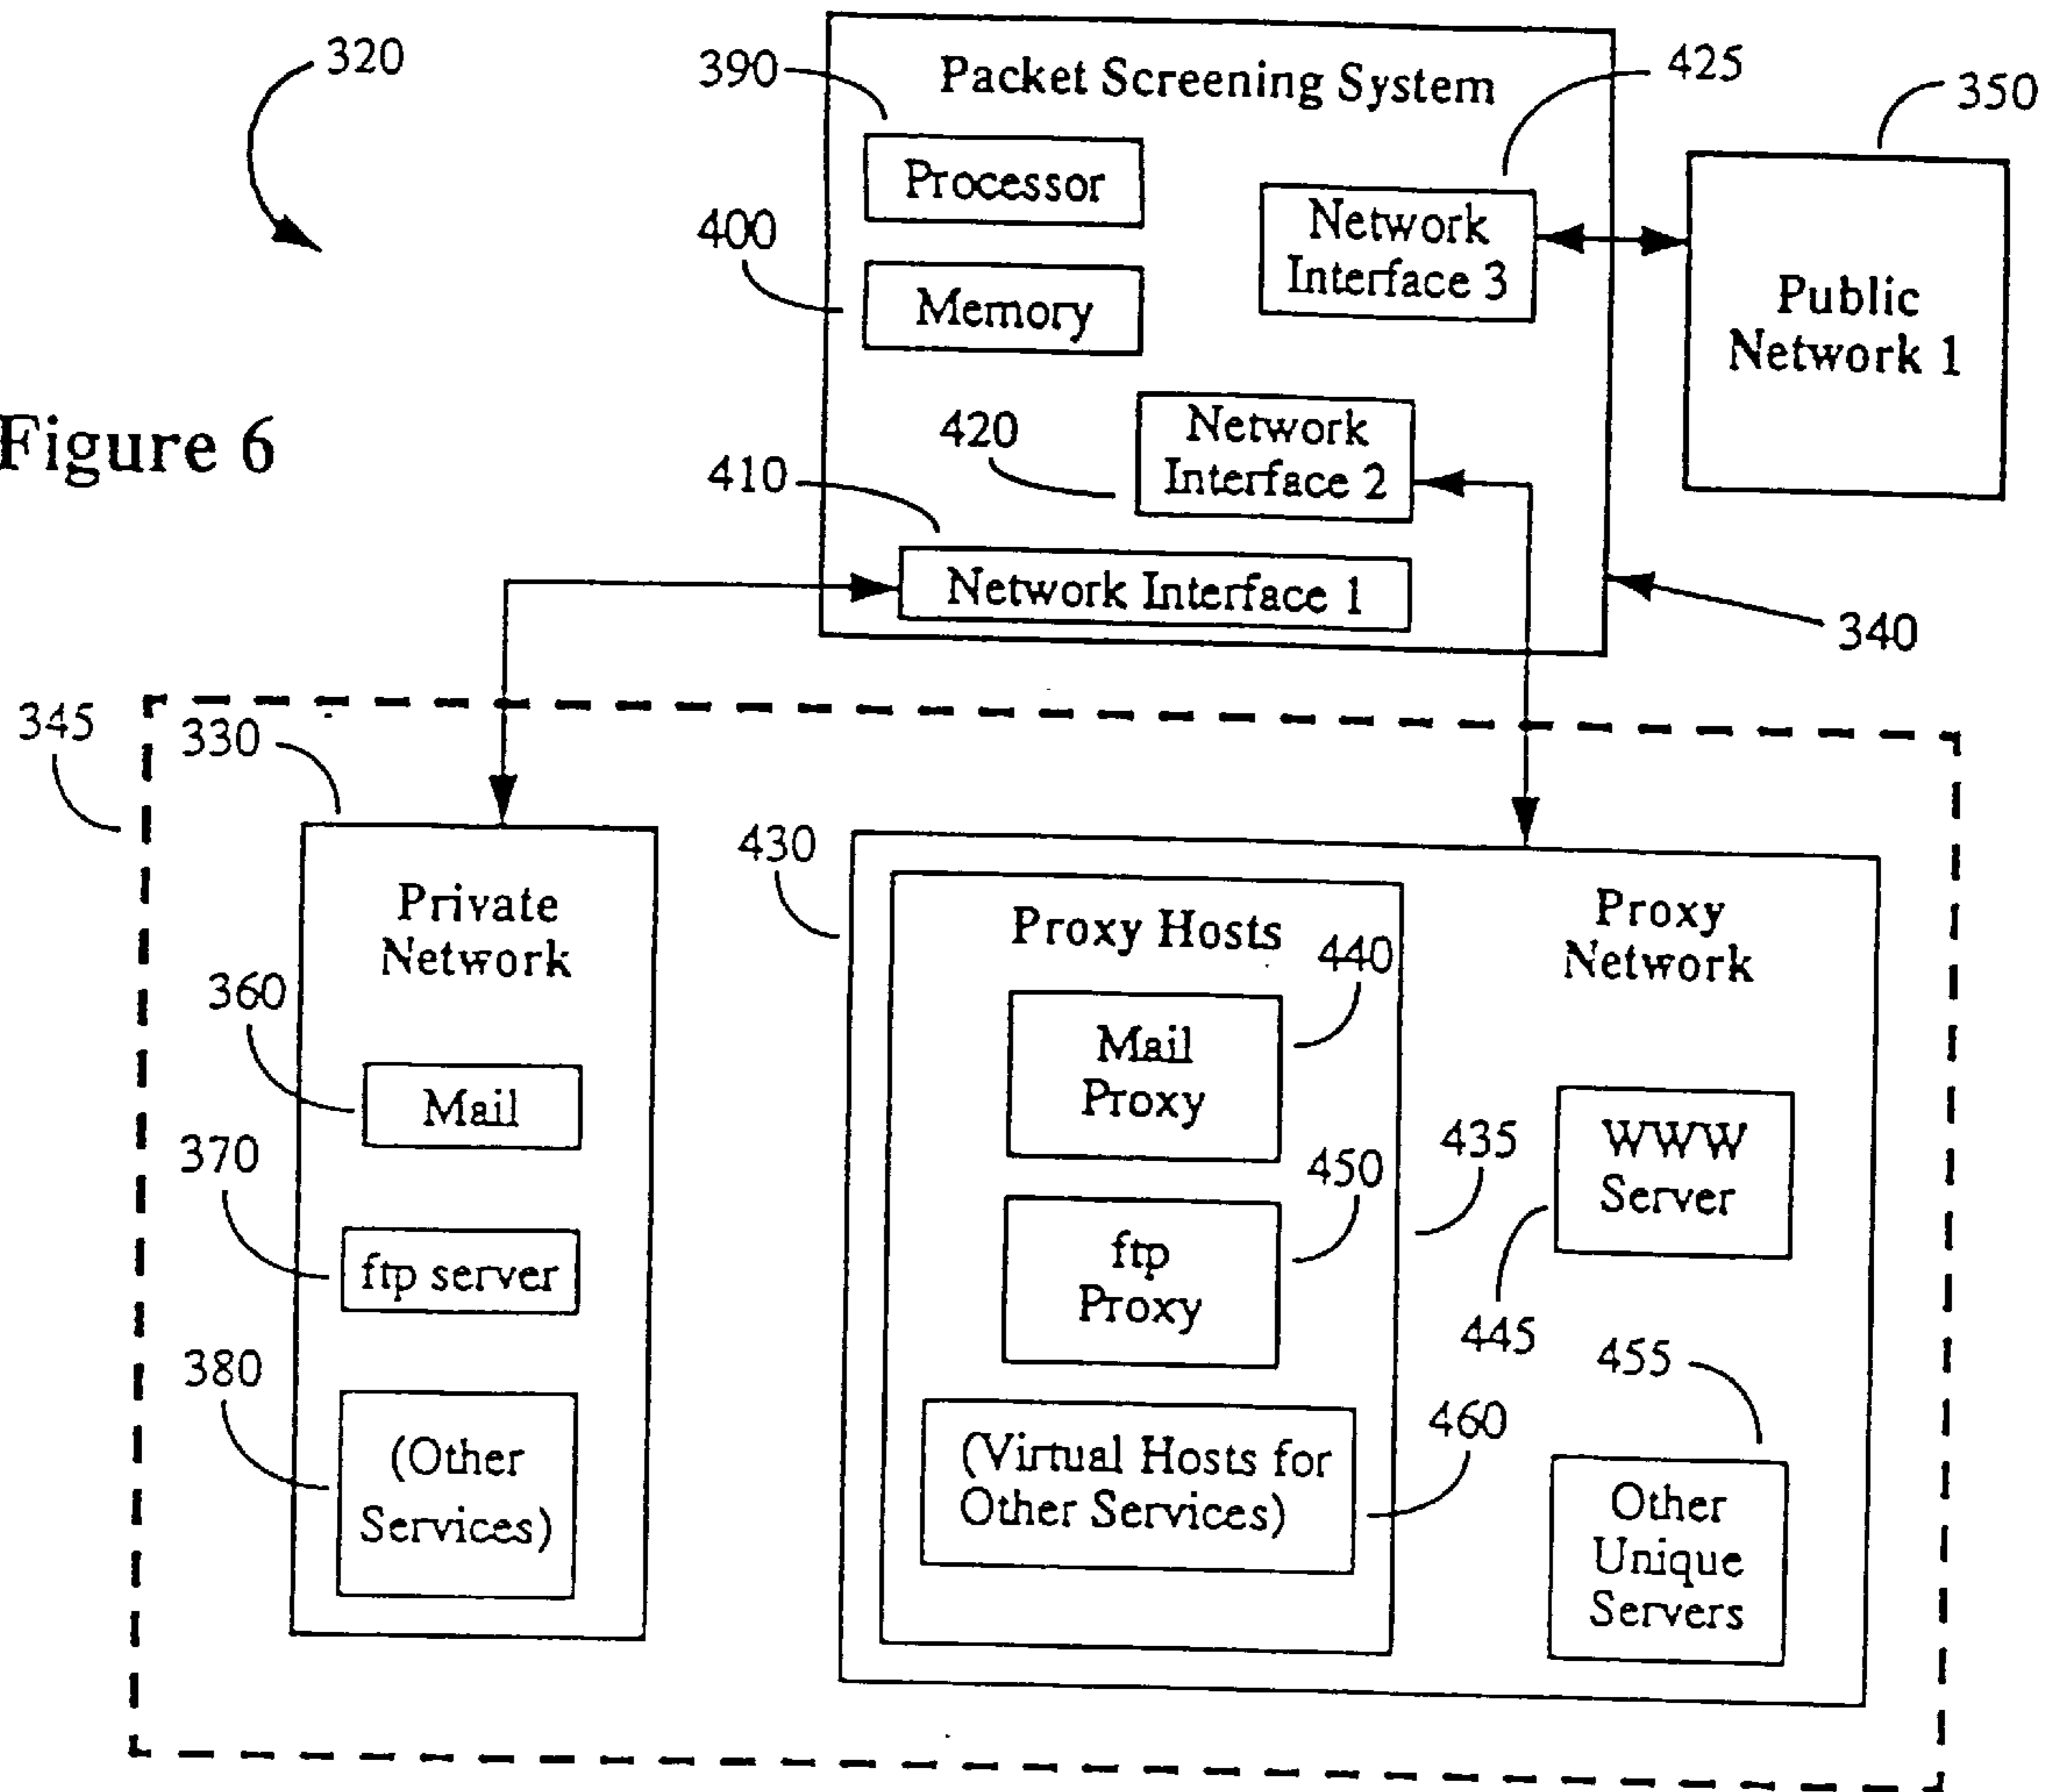 320
390
Packet Screening System
425
350
Processor
400
Network
Interface 3
Memory
Public
Network 1
Figure 6
420
Network
Interface 2
410
Network Interface 1
340
345
330
430
Private
Network
Proxy Hosts
Proxy
Network
360
440
Mail
Mail
Proxy
370
450
435
WWW
Server
ftp server
ftp
Proxy
445
380
455
(Other
Services)
(Virtual Hosts for
Other Services)
460
Other
Unique
Servers